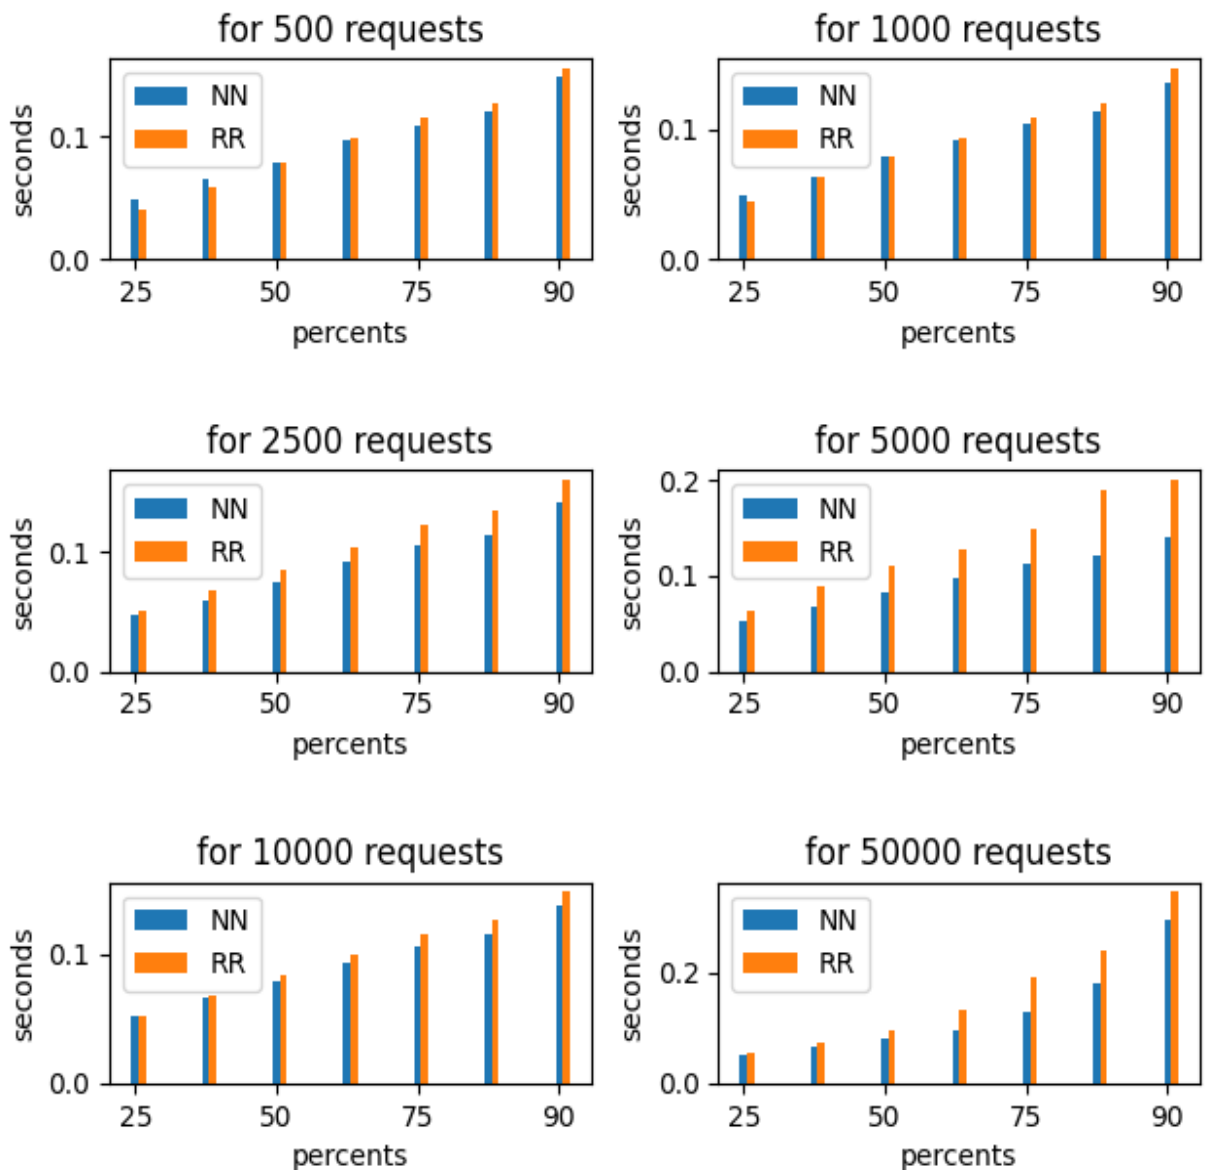 for 500 requests
NN
RR
0.1
0.0
seconds
25 50 75 90
percents
for 1000 requests
NN
RR
0.1
0.0
seconds
25 50 75 90
percents
for 2500 requests
NN
RR
0.1
0.0
seconds
25 50 75 90
percents
for 5000 requests
NN
RR
0.2
0.1
0.0
seconds
25 50 75 90
percents
for 10000 requests
NN
RR
0.1
0.0
seconds
25 50 75 90
percents
for 50000 requests
NN
RR
0.2
0.0
seconds
25 50 75 90
percents